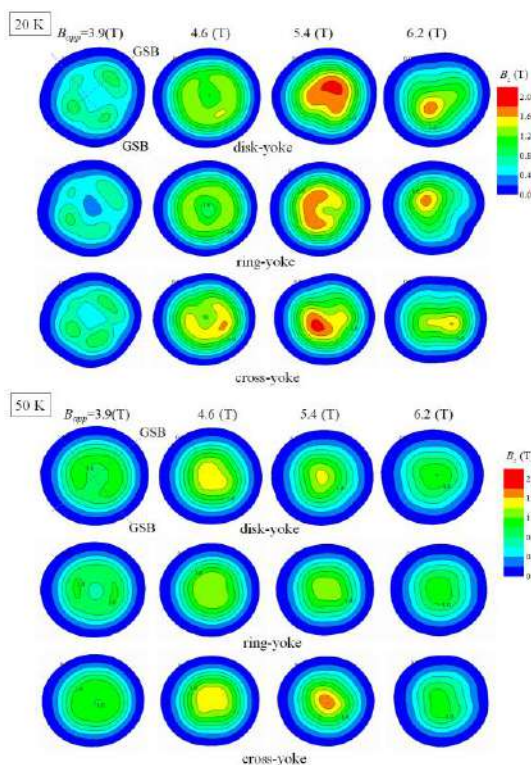 20 K
B_app=3.9(T) 4.6 (T) 5.4 (T) 6.2 (T)
GSB
B_z (T)
2.0
1.6
1.2
0.8
0.4
0.0
GSB
disk-yoke
ring-yoke
cross-yoke
50 K
B_app=3.9(T) 4.6 (T) 5.4 (T) 6.2 (T)
GSB
B_z (T
GSB
disk-yoke
ring-yoke
cross-yoke